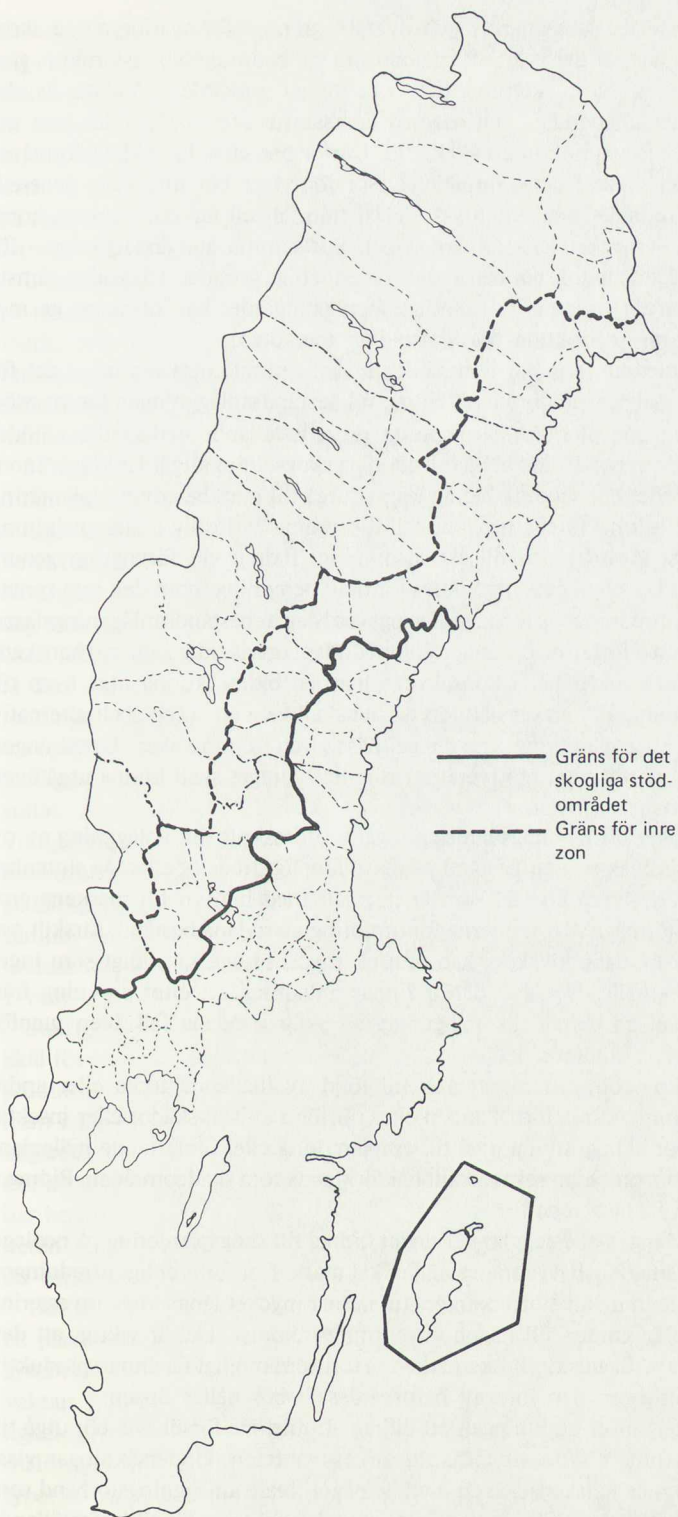 Gräns för det
skogliga stöd-
området
Gräns för inre
zon